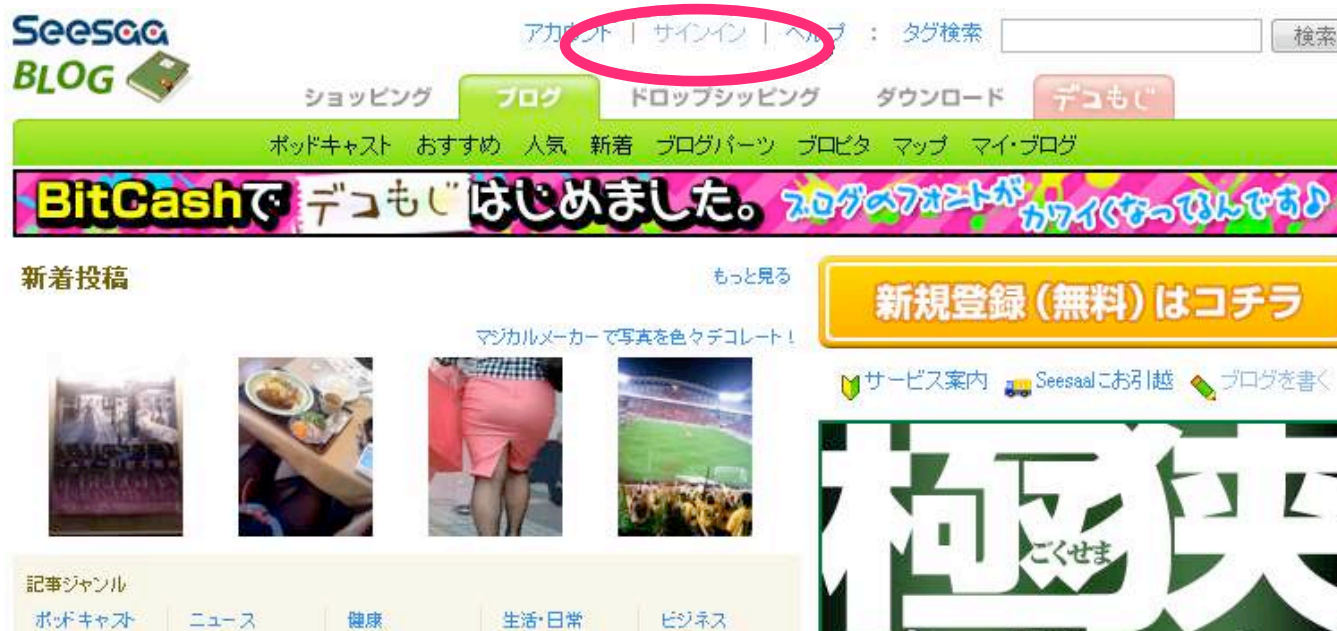 Seesaa
BLOG
アカウント | サインイン | ヘルプ : タグ検索 検索
ショッピング ブログ ドロップシッピング ダウンロード デコもじ
ポッドキャスト おすすめ 人気 新着 ブログパーツ ブロピタ マップ マイ・ブログ
BitCashで デコもじ はじめました。 ブログのフォントが カワイくなってるんですよ♪
新着投稿 もっと見る
新規登録（無料）はコチラ
マジカルメーカーで写真を色々デコレート！
サービス案内 Seesaaにお引越 ブログを書く
極狭
ごくせま
記事ジャンル
ポッドキャスト ニュース 健康 生活・日常 ビジネス